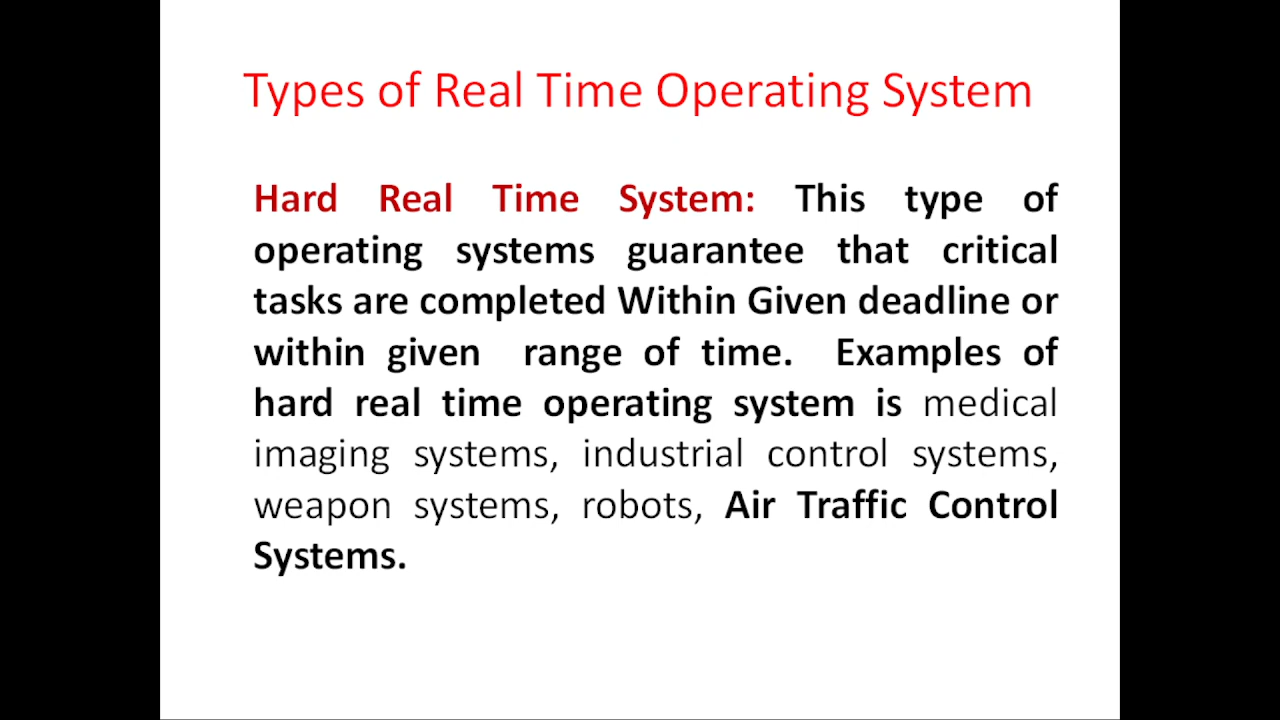 Types of Real Time Operating System
Hard Real Time System: This type of
operating systems guarantee that critical
tasks are completed Within Given deadline or
within given range of time. Examples of
hard real time operating system is medical
imaging systems, industrial control systems,
weapon systems, robots, Air Traffic Control
Systems.